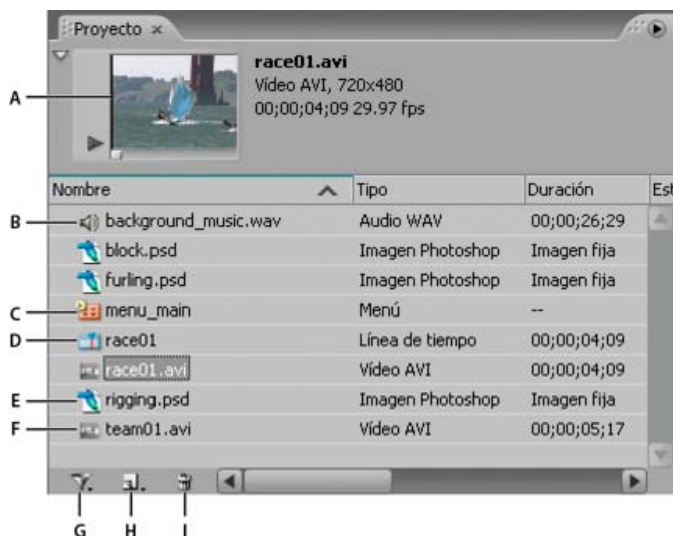 Proyecto ×
race01.avi
Vídeo AVI, 720x480
00;00;04;09 29.97 fps
A
Nombre Tipo Duración Est
B background_music.wav Audio WAV 00;00;26;29
block.psd Imagen Photoshop Imagen fija
furling.psd Imagen Photoshop Imagen fija
C menu_main Menú --
D race01 Línea de tiempo 00;00;04;09
race01.avi Vídeo AVI 00;00;04;09
E rigging.psd Imagen Photoshop Imagen fija
F team01.avi Vídeo AVI 00;00;05;17
G H I